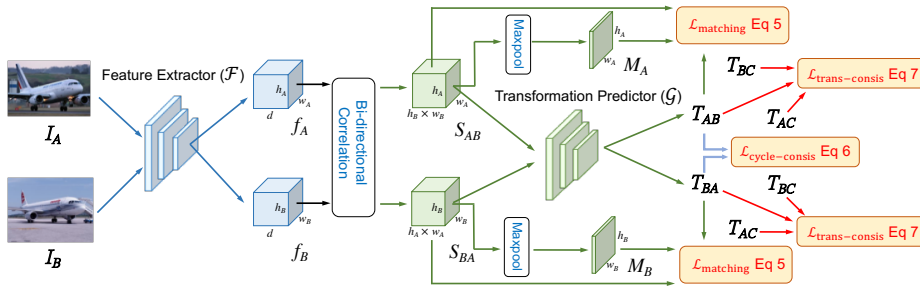 I_A
I_B
Feature Extractor (ℱ)
h_A
w_A
d
f_A
h_B
w_B
d
f_B
Bi-directional
Correlation
h_A
w_A
h_B × w_B
S_AB
h_B
w_B
h_A × w_A
S_BA
Maxpool
h_A
w_A
M_A
Maxpool
h_B
w_B
M_B
Transformation Predictor (𝒢)
ℒ_matching Eq 5
T_BC
T_AB
T_AC
ℒ_trans−consis Eq 7
ℒ_cycle−consis Eq 6
T_BA
T_BC
T_AC
ℒ_trans−consis Eq 7
ℒ_matching Eq 5